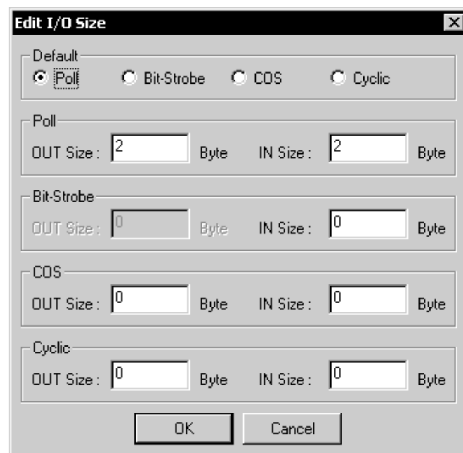 Edit I/O Size
Default
Poll Bit-Strobe COS Cyclic
Poll
OUT Size : 2 Byte IN Size : 2 Byte
Bit-Strobe
OUT Size : 0 Byte IN Size : 0 Byte
COS
OUT Size : 0 Byte IN Size : 0 Byte
Cyclic
OUT Size : 0 Byte IN Size : 0 Byte
OK Cancel